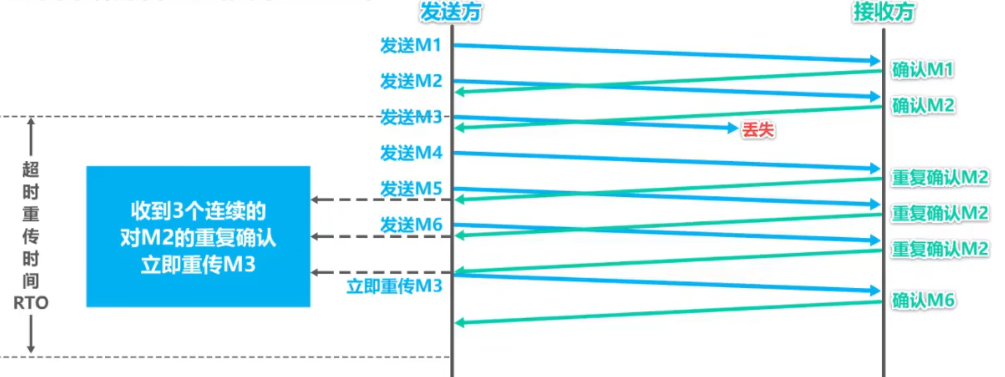 发送方
接收方
发送M1
发送M2
确认M1
确认M2
发送M3
丢失
发送M4
发送M5
重复确认M2
发送M6
重复确认M2
重复确认M2
立即重传M3
确认M6
超时重传时间RTO
收到3个连续的
对M2的重复确认
立即重传M3